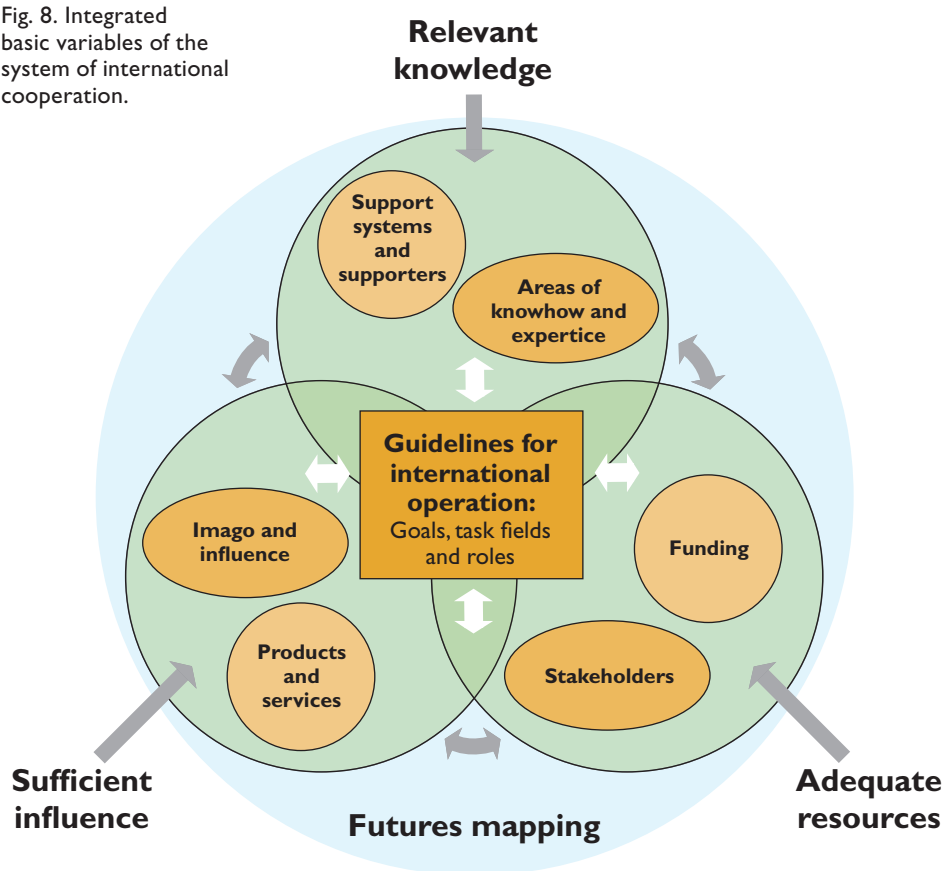 Fig. 8. Integrated
basic variables of the
system of international
cooperation.
Relevant
knowledge
Support
systems
and
supporters
Areas of
knowhow and
expertice
Guidelines for
international
operation:
Goals, task fields
and roles
Imago and
influence
Funding
Products
and
services
Stakeholders
Sufficient
influence
Adequate
resources
Futures mapping